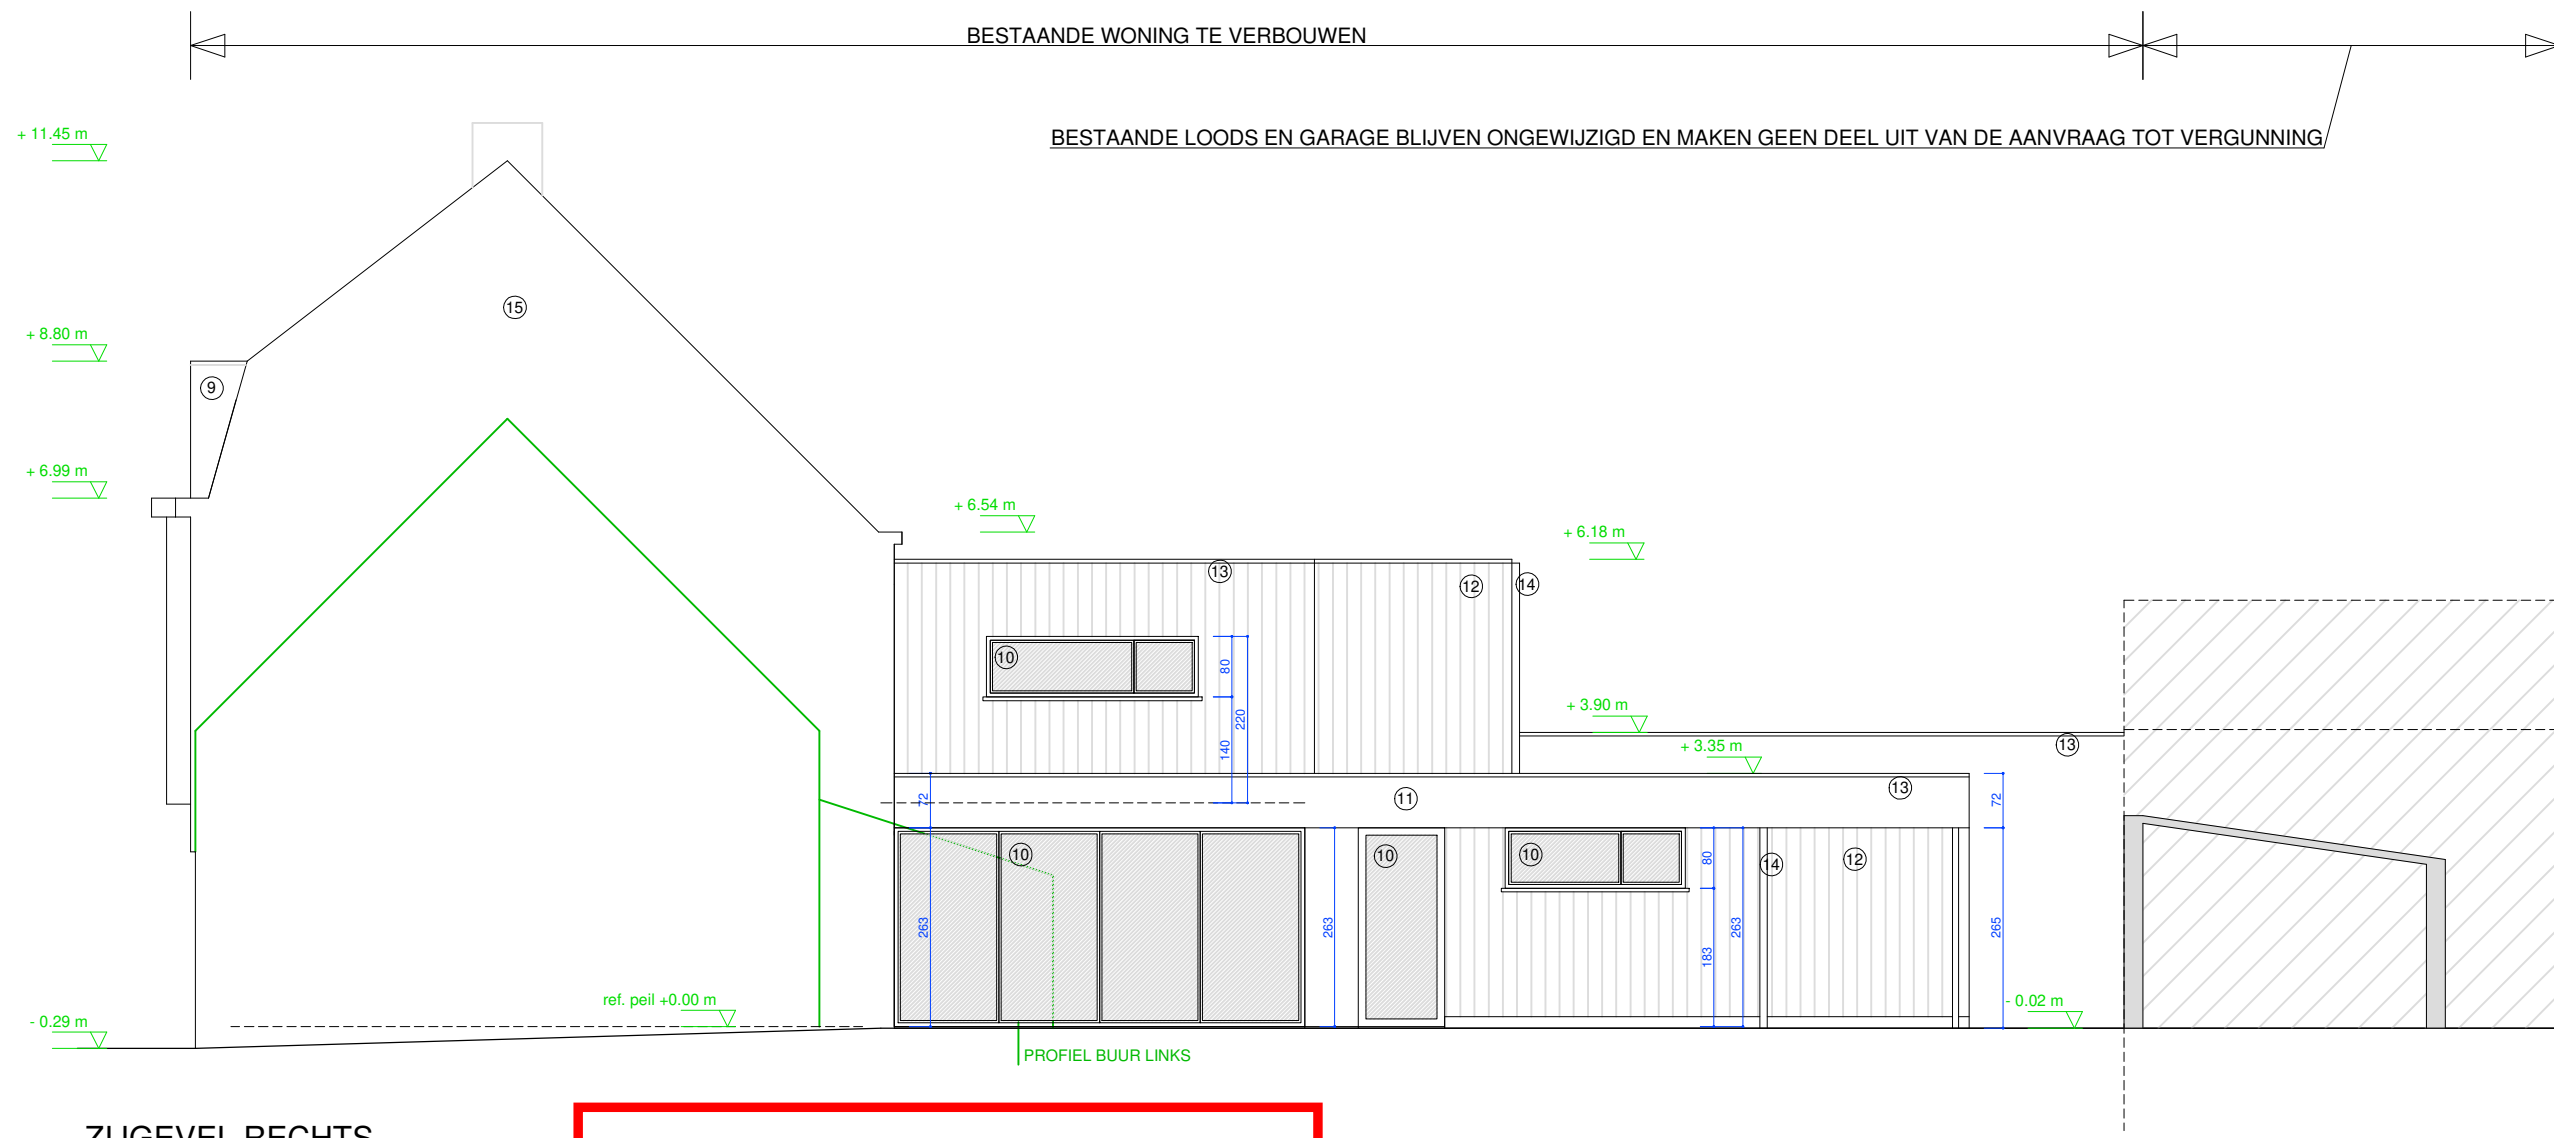 BESTAANDE WONING TE VERBOUWEN
BESTAANDE LOODS EN GARAGE BLIJVEN ONGEWIJZIGD EN MAKEN GEEN DEEL UIT VAN DE AANVRAAG TOT VERGUNNING
+ 11.45 m
15
+ 8.80 m
9
+ 6.99 m
+ 6.54 m
+ 6.18 m
13
12
14
10
80
220
140
+ 3.90 m
+ 3.35 m
13
13
11
72
72
10
10
10
80
14
12
263
263
183
263
265
ref. peil +0.00 m
- 0.02 m
- 0.29 m
PROFIEL BUUR LINKS
ZIJGEVEL RECHTS